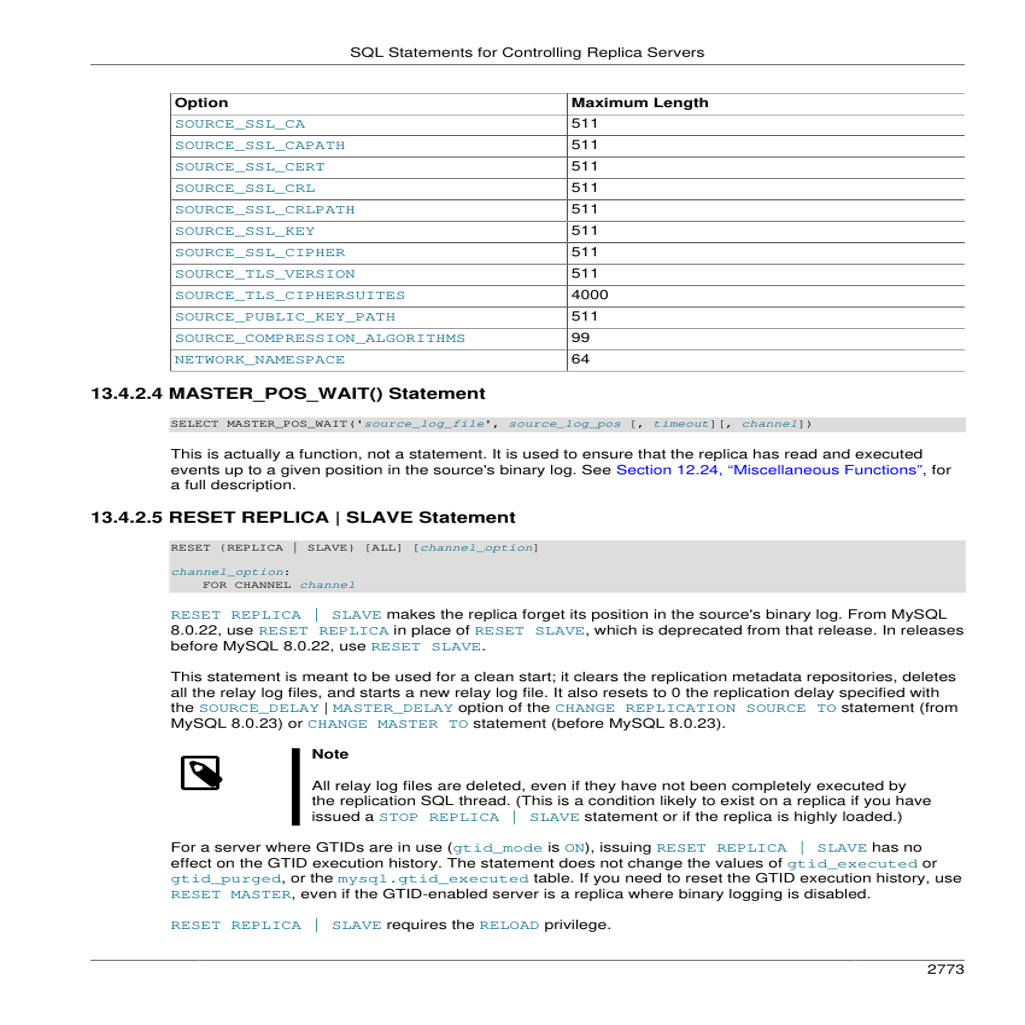 SQL Statements for Controlling Replica Servers
Option Maximum Length
SOURCE_SSL_CA 511
SOURCE_SSL_CAPATH 511
SOURCE_SSL_CERT 511
SOURCE_SSL_CRL 511
SOURCE_SSL_CRLPATH 511
SOURCE_SSL_KEY 511
SOURCE_SSL_CIPHER 511
SOURCE_TLS_VERSION 511
SOURCE_TLS_CIPHERSUITES 4000
SOURCE_PUBLIC_KEY_PATH 511
SOURCE_COMPRESSION_ALGORITHMS 99
NETWORK_NAMESPACE 64
13.4.2.4 MASTER_POS_WAIT() Statement
SELECT MASTER_POS_WAIT('source_log_file', source_log_pos [, timeout][, channel])
This is actually a function, not a statement. It is used to ensure that the replica has read and executed
events up to a given position in the source's binary log. See Section 12.24, “Miscellaneous Functions”, for
a full description.
13.4.2.5 RESET REPLICA | SLAVE Statement
RESET {REPLICA | SLAVE} [ALL] [channel_option]
channel_option:
FOR CHANNEL channel
RESET REPLICA | SLAVE makes the replica forget its position in the source's binary log. From MySQL
8.0.22, use RESET REPLICA in place of RESET SLAVE, which is deprecated from that release. In releases
before MySQL 8.0.22, use RESET SLAVE.
This statement is meant to be used for a clean start; it clears the replication metadata repositories, deletes
all the relay log files, and starts a new relay log file. It also resets to 0 the replication delay specified with
the SOURCE_DELAY | MASTER_DELAY option of the CHANGE REPLICATION SOURCE TO statement (from
MySQL 8.0.23) or CHANGE MASTER TO statement (before MySQL 8.0.23).
Note
All relay log files are deleted, even if they have not been completely executed by
the replication SQL thread. (This is a condition likely to exist on a replica if you have
issued a STOP REPLICA | SLAVE statement or if the replica is highly loaded.)
For a server where GTIDs are in use (gtid_mode is ON), issuing RESET REPLICA | SLAVE has no
effect on the GTID execution history. The statement does not change the values of gtid_executed or
gtid_purged, or the mysql.gtid_executed table. If you need to reset the GTID execution history, use
RESET MASTER, even if the GTID-enabled server is a replica where binary logging is disabled.
RESET REPLICA | SLAVE requires the RELOAD privilege.
2773